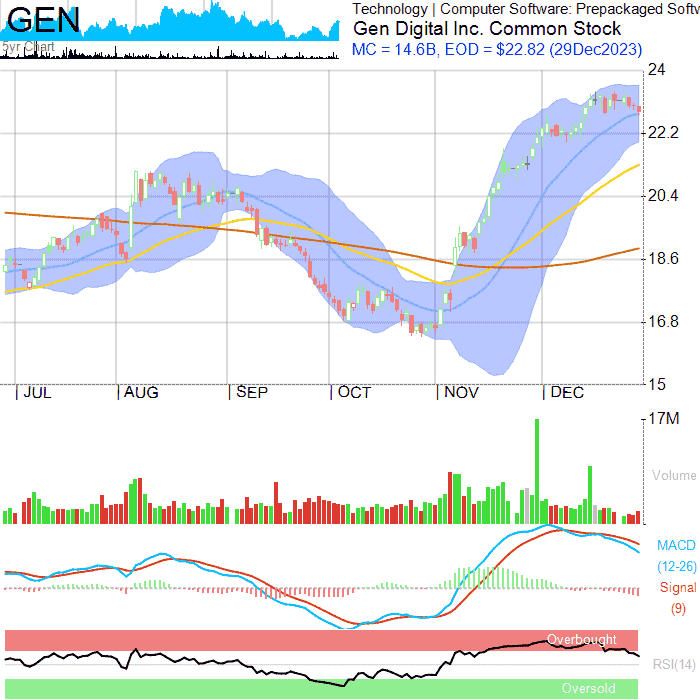 GEN
Technology | Computer Software: Prepackaged Softw
Gen Digital Inc. Common Stock
MC = 14.6B, EOD = $22.82 (29Dec2023)
5yr Chart
24
22.2
20.4
18.6
16.8
15
JUL AUG SEP OCT NOV DEC
17M
Volume
MACD
(12-26)
Signal
(9)
Overbought
RSI(14)
Oversold